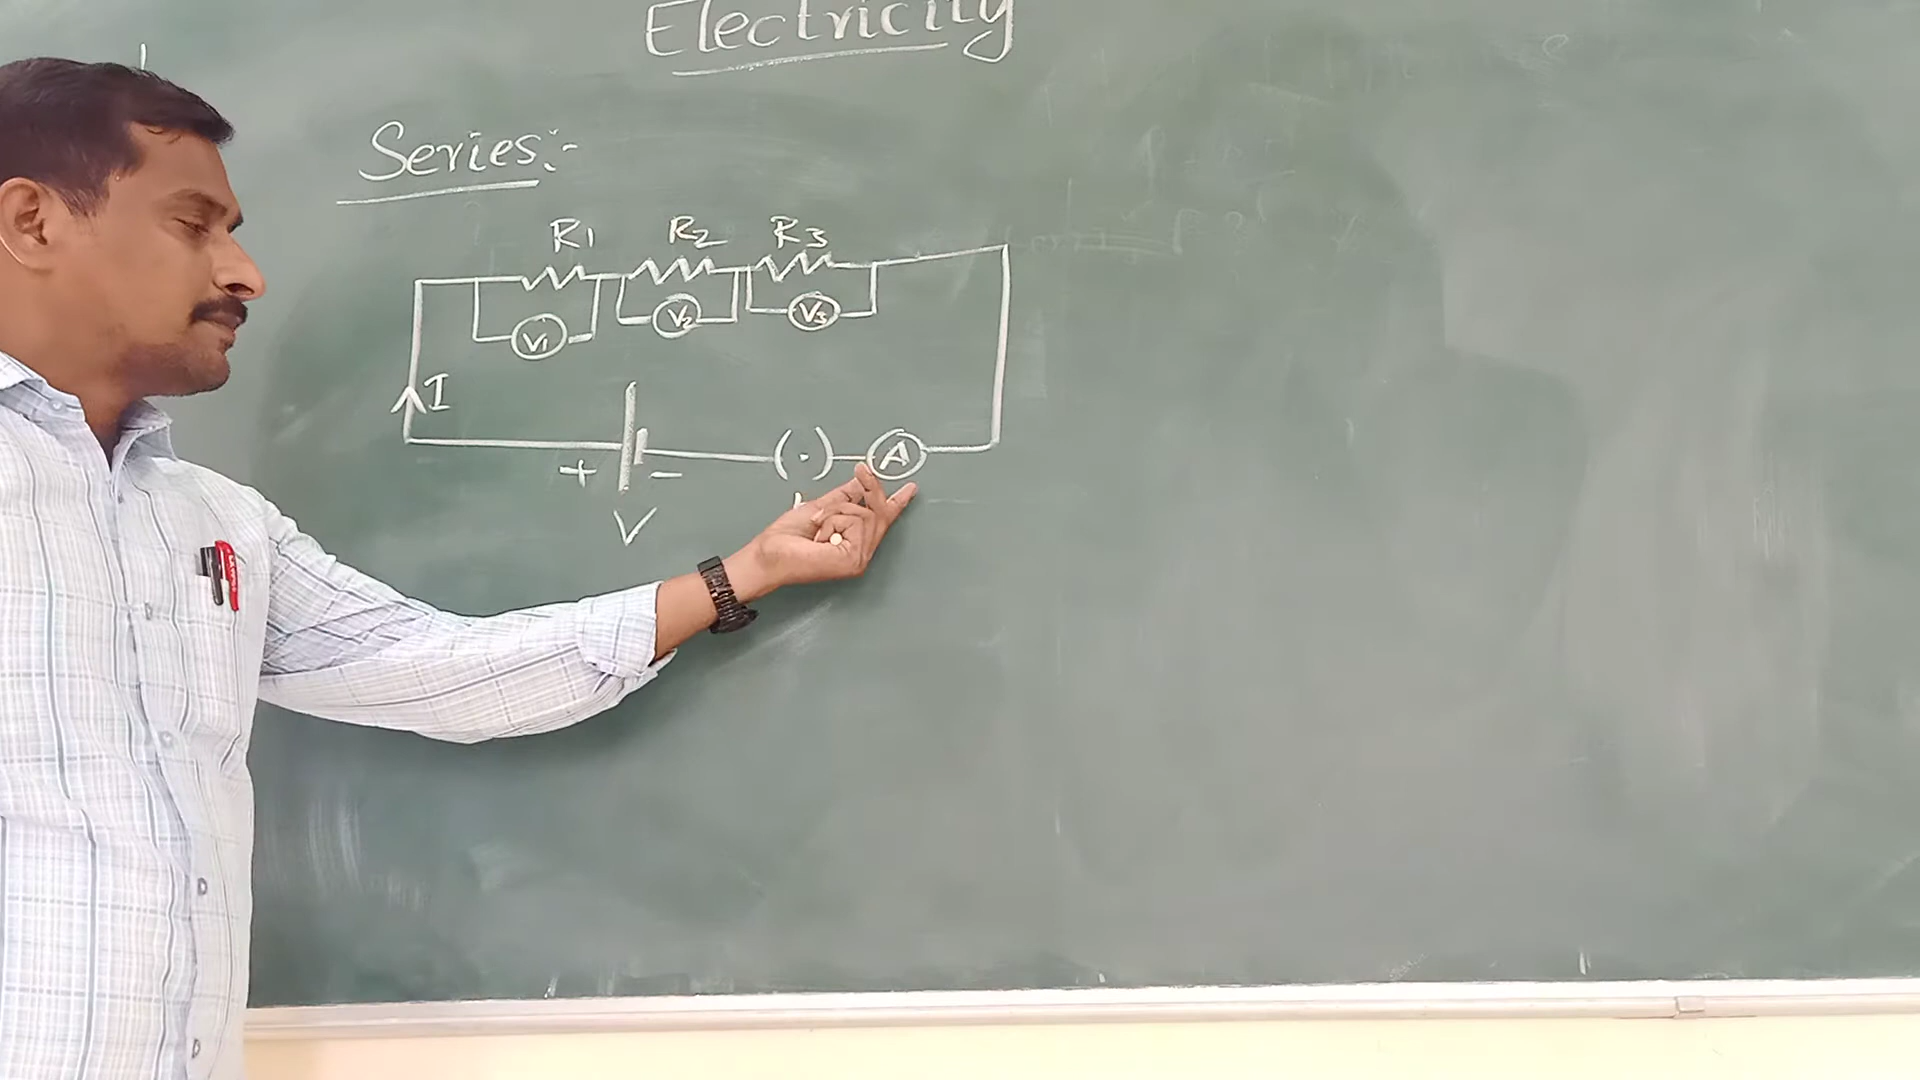 Electricity
Series:-
R1 R2 R3
V1 V2 V3
I
A
+ -
V